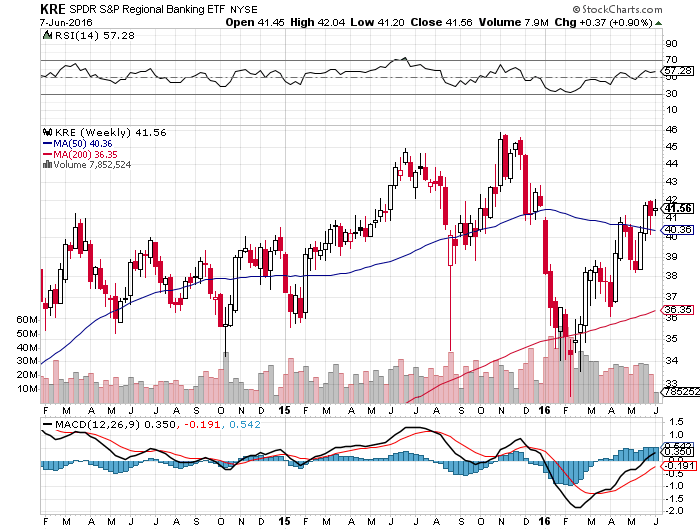 KRE SPDR S&P Regional Banking ETF NYSE © StockCharts.com
7-Jun-2016 Open 41.45 High 42.04 Low 41.20 Close 41.56 Volume 7.9M Chg +0.37 (+0.90%)
RSI(14) 57.28
90
70
57.28
50
30
10
KRE (Weekly) 41.56
MA(50) 40.36
MA(200) 36.35
Volume 7,852,524
46
45
44
43
42
41.56
41
40.36
40
39
38
37
36.35
36
35
34
33
60M
50M
40M
30M
20M
10M
785252
F M A M J J A S O N D 15 F M A M J J A S O N D 16 F M A M J
MACD(12,26,9) 0.350, -0.191, 0.542
1.5
1.0
0.542
0.350
0.0
-0.191
-0.5
-1.0
-1.5
-2.0
F M A M J J A S O N D 15 F M A M J J A S O N D 16 F M A M J